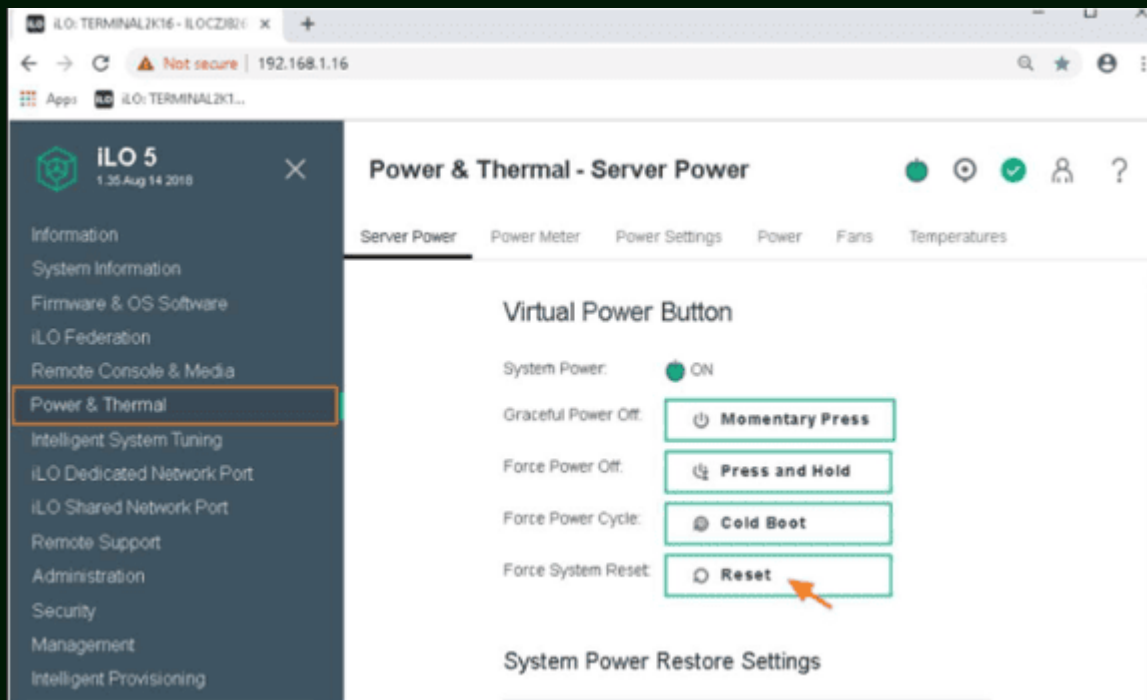 iLO: TERMINAL2K16 - ILOCZJ826
Not secure | 192.168.1.16
Apps iLO: TERMINAL2K1...
iLO 5
1.35 Aug 14 2018
Information
System Information
Firmware & OS Software
iLO Federation
Remote Console & Media
Power & Thermal
Intelligent System Tuning
iLO Dedicated Network Port
iLO Shared Network Port
Remote Support
Administration
Security
Management
Intelligent Provisioning
Power & Thermal - Server Power
Server Power Power Meter Power Settings Power Fans Temperatures
Virtual Power Button
System Power: ON
Graceful Power Off: Momentary Press
Force Power Off: Press and Hold
Force Power Cycle: Cold Boot
Force System Reset: Reset
System Power Restore Settings